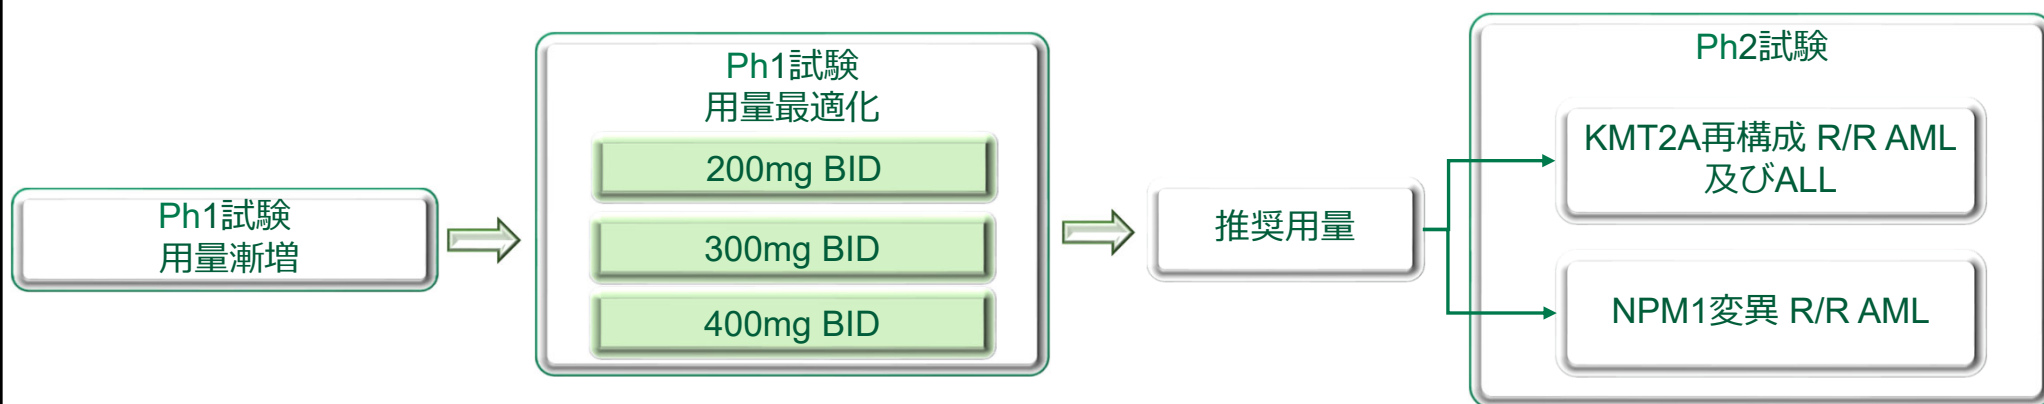 Ph1試験
用量漸増
Ph1試験
用量最適化
200mg BID
300mg BID
400mg BID
推奨用量
Ph2試験
KMT2A再構成 R/R AML
及びALL
NPM1変異 R/R AML